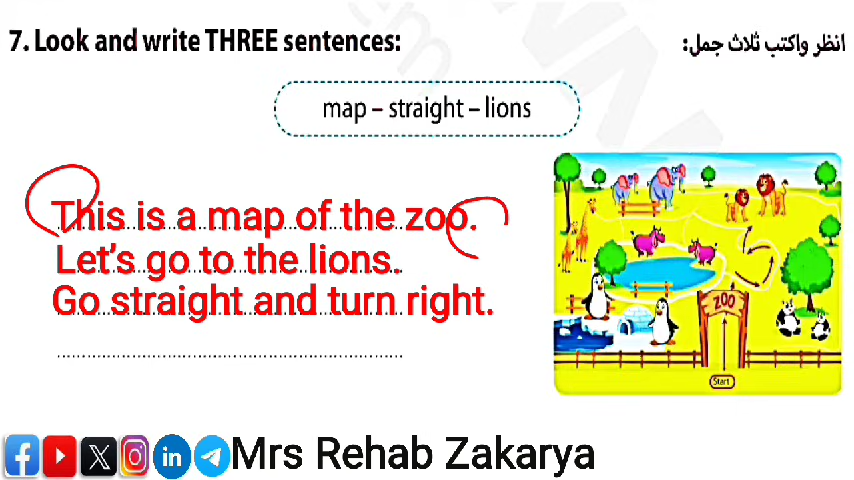 7. Look and write THREE sentences:
انظر واكتب ثلاث جمل:
map – straight – lions
This is a map of the zoo.
Let's go to the lions.
Go straight and turn right.
ZOO
Start
Mrs Rehab Zakarya